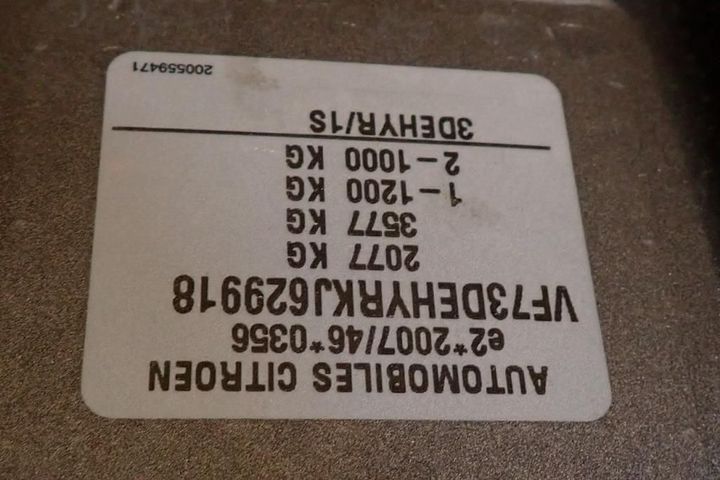 AUTOMOBILES CITROEN
e2*2007/46*0356
VF73DEHYRKJ629918
2077 KG
3577 KG
1-1200 KG
2-1000 KG
3DEHYR/1S
200559471